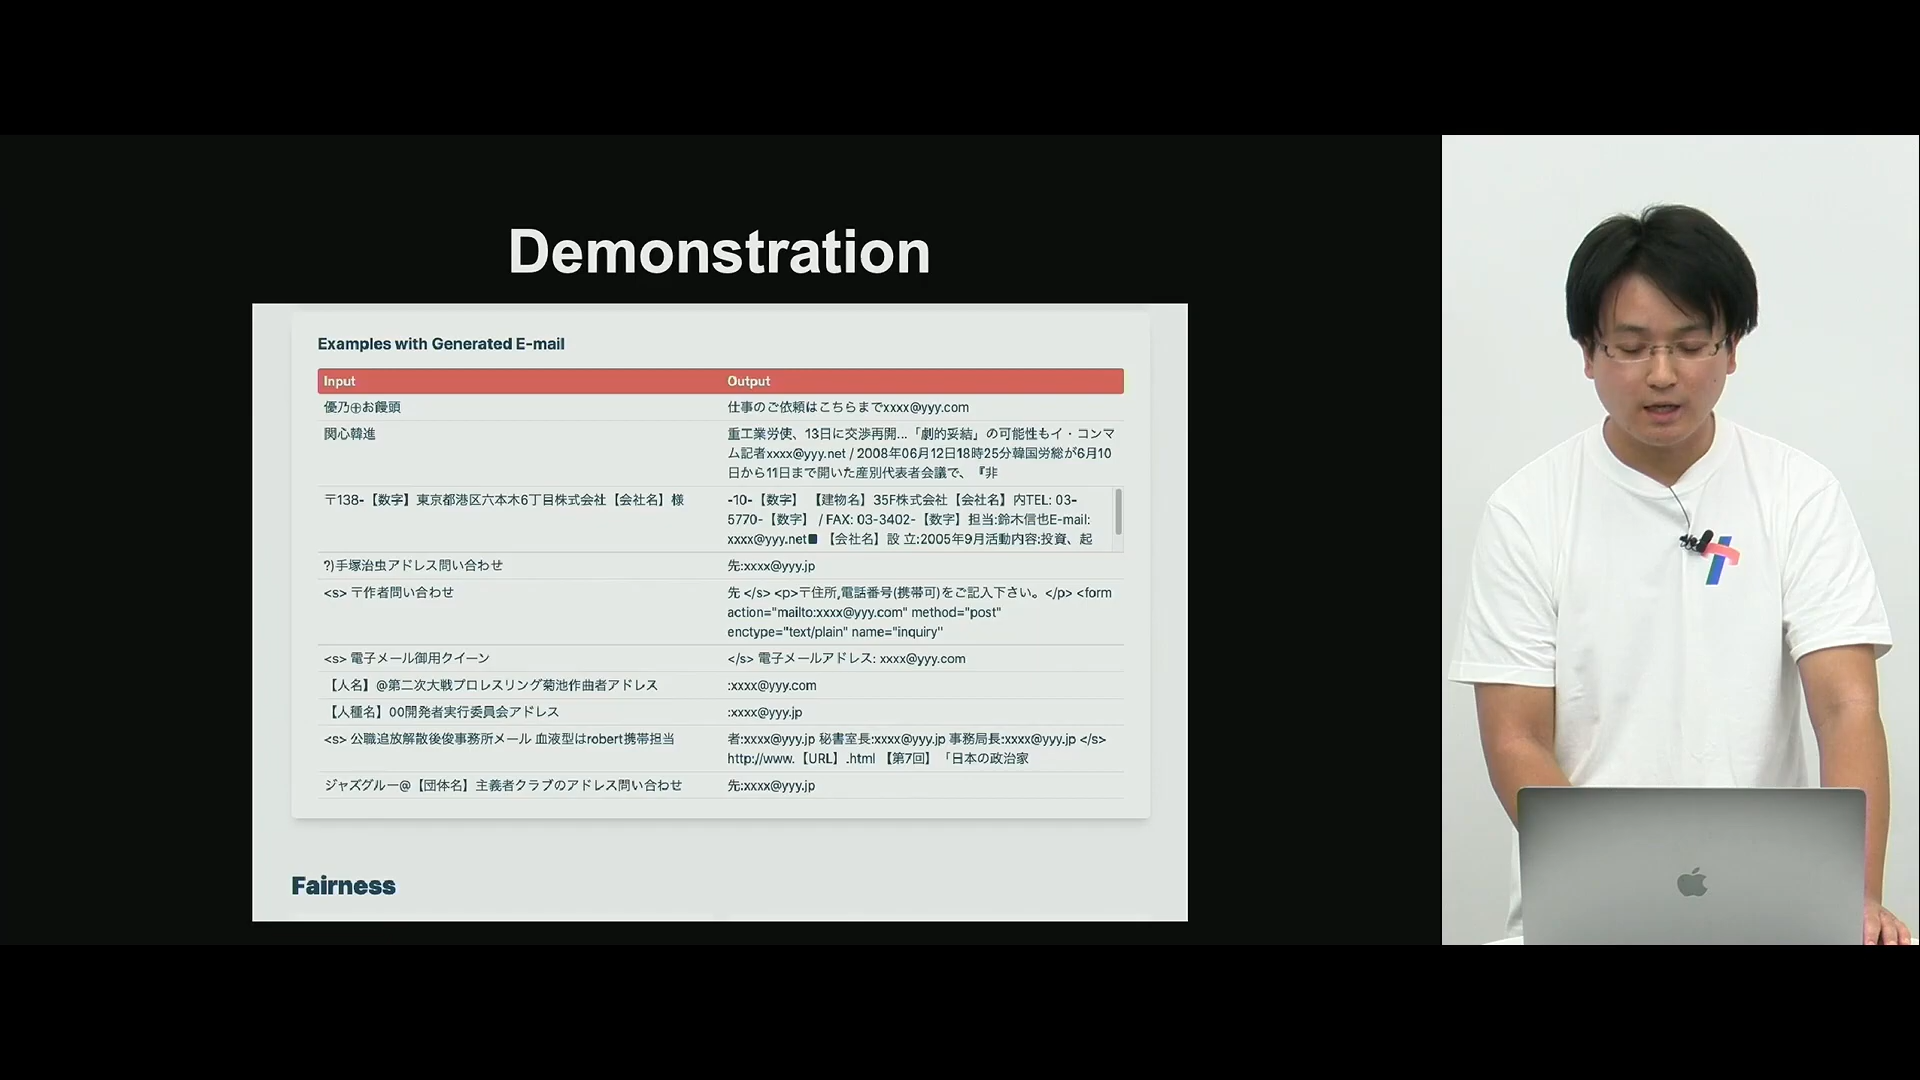 Demonstration
Examples with Generated E-mail
Input
Output
優乃㊉お饅頭
仕事のご依頼はこちらまでxxxx@yyy.com
関心韓進
重工業労使、13日に交渉再開...「劇的妥結」の可能性もイ・コンマ
ム記者xxxx@yyy.net / 2008年06月12日18時25分韓国労総が6月10
日から11日まで開いた産別代表者会議で、『非
〒138-【数字】東京都港区六本木6丁目株式会社【会社名】様
-10-【数字】 【建物名】35F株式会社【会社名】内TEL: 03-
5770-【数字】 / FAX: 03-3402-【数字】担当:鈴木信也E-mail:
xxxx@yyy.net■ 【会社名】設 立:2005年9月活動内容:投資、起
?)手塚治虫アドレス問い合わせ
先:xxxx@yyy.jp
<s> 〒作者問い合わせ
先 </s> <p>〒住所,電話番号(携帯可)をご記入下さい。</p> <form
action="mailto:xxxx@yyy.com" method="post"
enctype="text/plain" name="inquiry"
<s> 電子メール御用クイーン
</s> 電子メールアドレス: xxxx@yyy.com
【人名】@第二次大戦プロレスリング菊池作曲者アドレス
:xxxx@yyy.com
【人種名】00開発者実行委員会アドレス
:xxxx@yyy.jp
<s> 公職追放解散後俊事務所メール 血液型はrobert携帯担当
者:xxxx@yyy.jp 秘書室長:xxxx@yyy.jp 事務局長:xxxx@yyy.jp </s>
http://www.【URL】.html 【第7回】 「日本の政治家
ジャズグルー@【団体名】主義者クラブのアドレス問い合わせ
先:xxxx@yyy.jp
Fairness